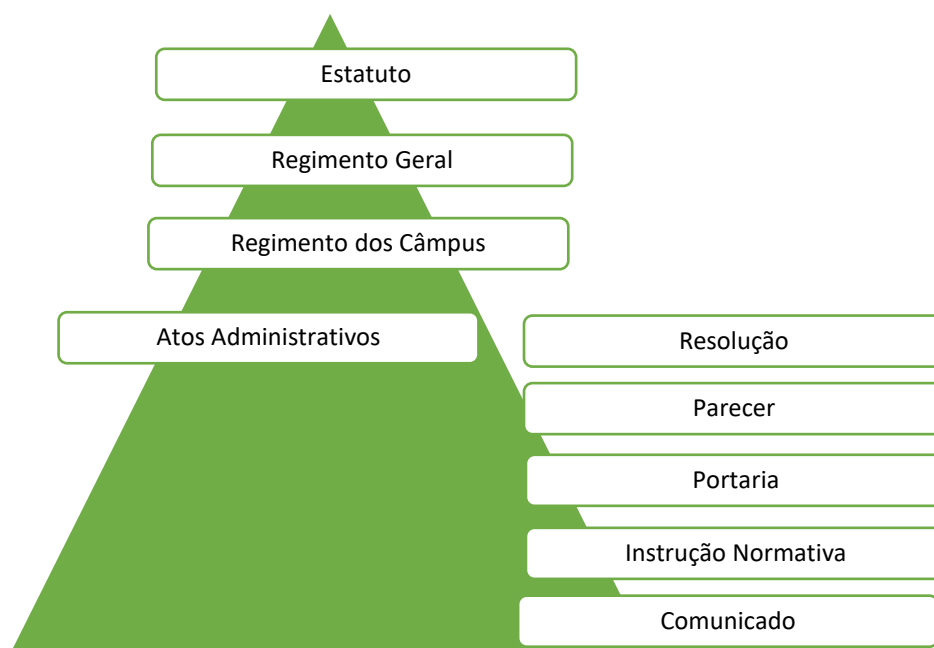 Estatuto
Regimento Geral
Regimento dos Câmpus
Atos Administrativos
Resolução
Parecer
Portaria
Instrução Normativa
Comunicado